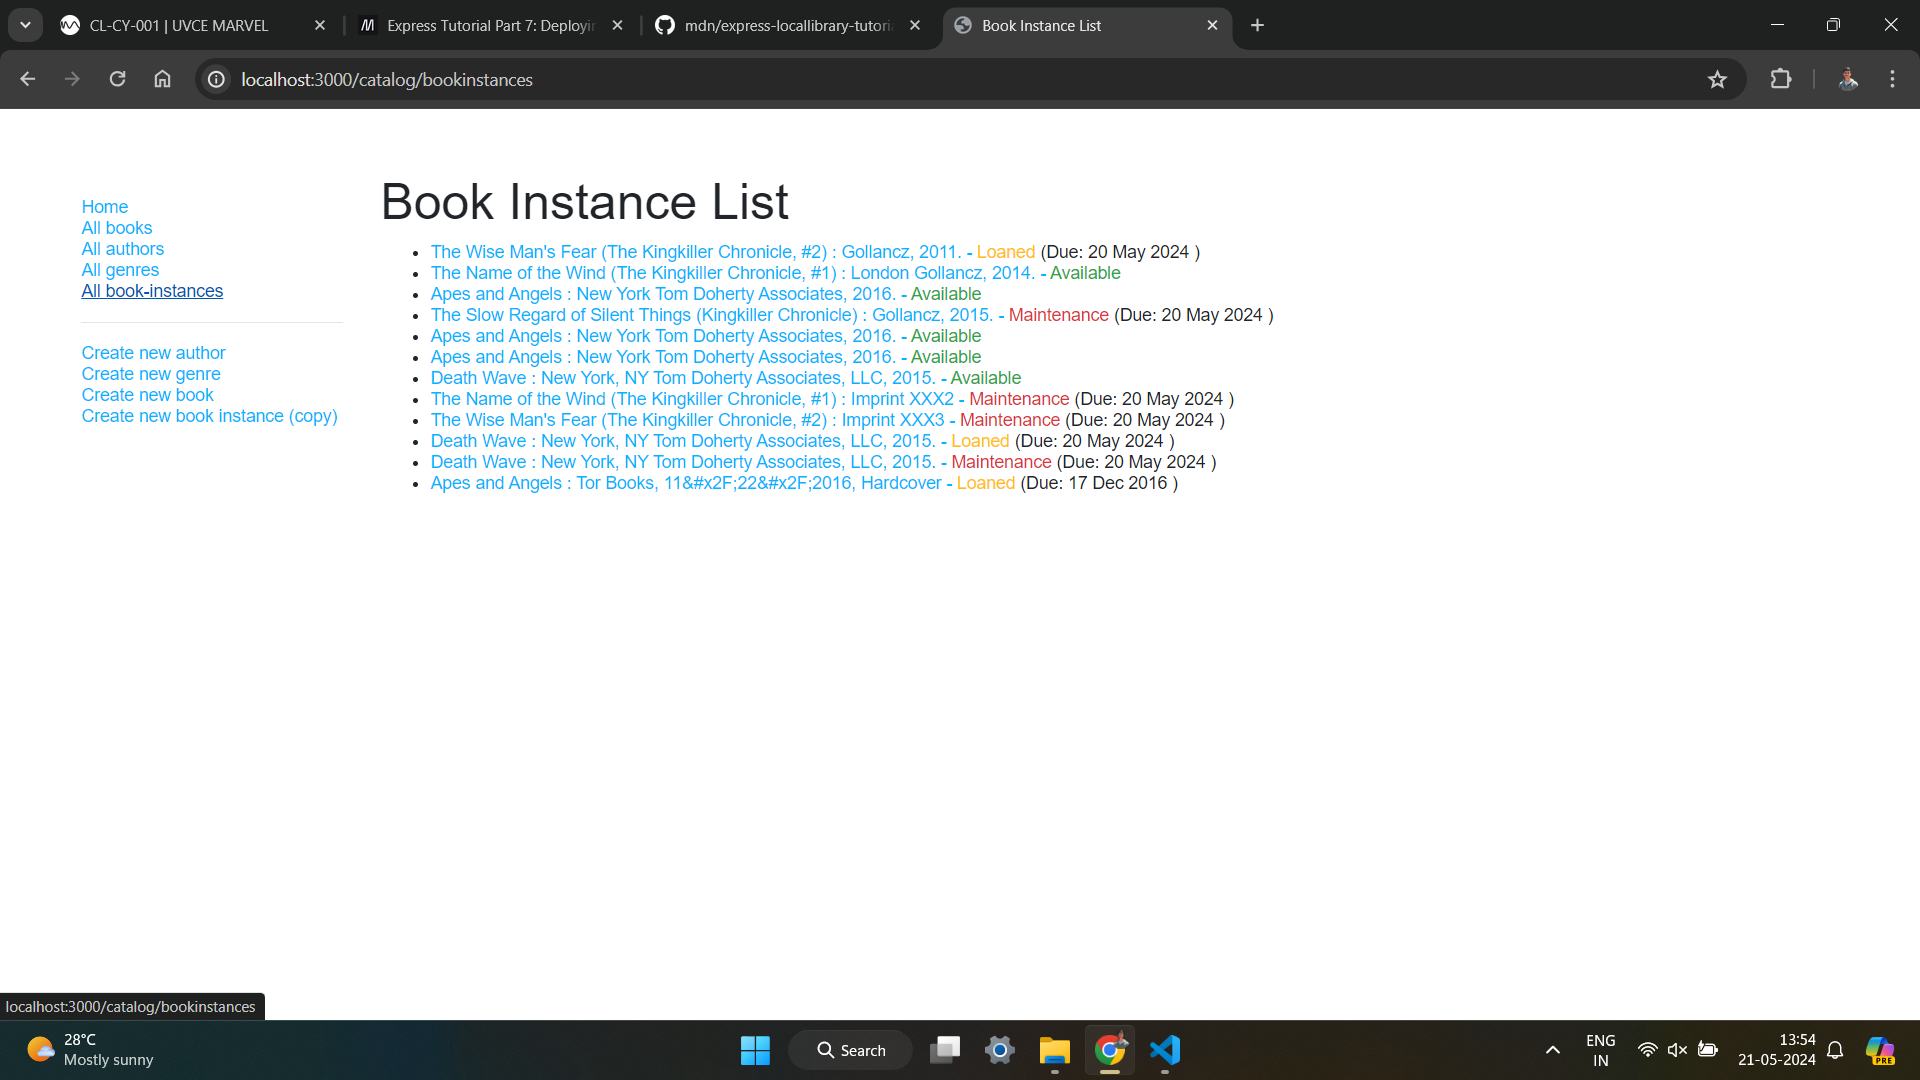 CL-CY-001 | UVCE MARVEL
Express Tutorial Part 7: Deployin
mdn/express-locallibrary-tutoria
Book Instance List
localhost:3000/catalog/bookinstances
Home
All books
All authors
All genres
All book-instances
Create new author
Create new genre
Create new book
Create new book instance (copy)
Book Instance List
The Wise Man's Fear (The Kingkiller Chronicle, #2) : Gollancz, 2011. - Loaned (Due: 20 May 2024 )
The Name of the Wind (The Kingkiller Chronicle, #1) : London Gollancz, 2014. - Available
Apes and Angels : New York Tom Doherty Associates, 2016. - Available
The Slow Regard of Silent Things (Kingkiller Chronicle) : Gollancz, 2015. - Maintenance (Due: 20 May 2024 )
Apes and Angels : New York Tom Doherty Associates, 2016. - Available
Apes and Angels : New York Tom Doherty Associates, 2016. - Available
Death Wave : New York, NY Tom Doherty Associates, LLC, 2015. - Available
The Name of the Wind (The Kingkiller Chronicle, #1) : Imprint XXX2 - Maintenance (Due: 20 May 2024 )
The Wise Man's Fear (The Kingkiller Chronicle, #2) : Imprint XXX3 - Maintenance (Due: 20 May 2024 )
Death Wave : New York, NY Tom Doherty Associates, LLC, 2015. - Loaned (Due: 20 May 2024 )
Death Wave : New York, NY Tom Doherty Associates, LLC, 2015. - Maintenance (Due: 20 May 2024 )
Apes and Angels : Tor Books, 11&#x2F;22&#x2F;2016, Hardcover - Loaned (Due: 17 Dec 2016 )
localhost:3000/catalog/bookinstances
28°C
Mostly sunny
Search
ENG
IN
13:54
21-05-2024
PRE